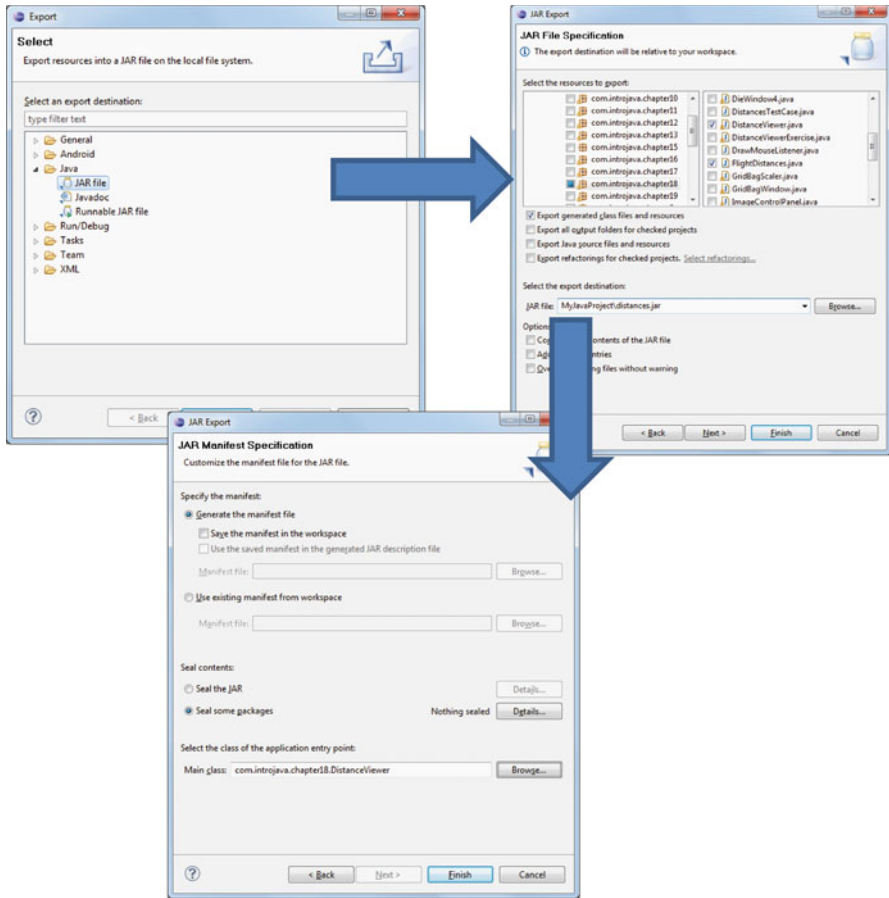 Export
Select
Export resources into a JAR file on the local file system.
Select an export destination:
type filter text
General
Android
Java
JAR file
Javadoc
Runnable JAR file
Run/Debug
Tasks
Team
XML
< Back
JAR Export
JAR File Specification
The export destination will be relative to your workspace.
Select the resources to export:
com.introjava.chapter10
com.introjava.chapter11
com.introjava.chapter12
com.introjava.chapter13
com.introjava.chapter15
com.introjava.chapter16
com.introjava.chapter17
com.introjava.chapter18
com.introjava.chapter19
DieWindow4.java
DistancesTestCase.java
DistanceViewer.java
DistanceViewerExercise.java
DrawMouseListener.java
FlightDistances.java
GridBagScaler.java
GridBagWindow.java
ImageControlPanel.java
Export generated class files and resources
Export all output folders for checked projects
Export Java source files and resources
Export refactorings for checked projects. Select refactorings...
Select the export destination:
JAR file: MyJavaProject\distances.jar Browse...
Option
Co ontents of the JAR file
Ad ntries
Ove ng files without warning
< Back Next > Finish Cancel
JAR Export
JAR Manifest Specification
Customize the manifest file for the JAR file.
Specify the manifest:
Generate the manifest file
Save the manifest in the workspace
Use the saved manifest in the generated JAR description file
Manifest file: Browse...
Use existing manifest from workspace
Manifest file: Browse...
Seal contents:
Seal the JAR Details...
Seal some packages Nothing sealed Details...
Select the class of the application entry point:
Main class: com.introjava.chapter18.DistanceViewer Browse...
< Back Next > Finish Cancel